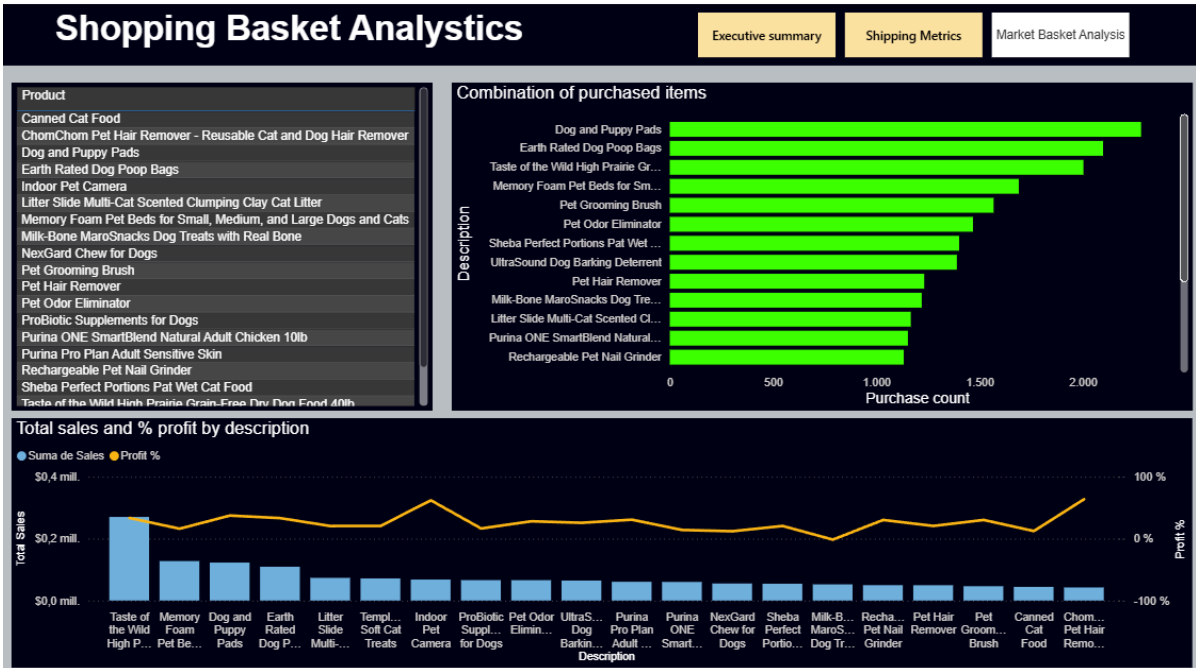 Shopping Basket Analystics
Executive summary
Shipping Metrics
Market Basket Analysis
Product
Canned Cat Food
ChomChom Pet Hair Remover - Reusable Cat and Dog Hair Remover
Dog and Puppy Pads
Earth Rated Dog Poop Bags
Indoor Pet Camera
Litter Slide Multi-Cat Scented Clumping Clay Cat Litter
Memory Foam Pet Beds for Small, Medium, and Large Dogs and Cats
Milk-Bone MaroSnacks Dog Treats with Real Bone
NexGard Chew for Dogs
Pet Grooming Brush
Pet Hair Remover
Pet Odor Eliminator
ProBiotic Supplements for Dogs
Purina ONE SmartBlend Natural Adult Chicken 10lb
Purina Pro Plan Adult Sensitive Skin
Rechargeable Pet Nail Grinder
Sheba Perfect Portions Pat Wet Cat Food
Taste of the Wild High Prairie Grain-Free Dry Dog Food 40lb
Combination of purchased items
Description
Dog and Puppy Pads
Earth Rated Dog Poop Bags
Taste of the Wild High Prairie Gr...
Memory Foam Pet Beds for Sm...
Pet Grooming Brush
Pet Odor Eliminator
Sheba Perfect Portions Pat Wet ...
UltraSound Dog Barking Deterrent
Pet Hair Remover
Milk-Bone MaroSnacks Dog Tre...
Litter Slide Multi-Cat Scented Cl...
Purina ONE SmartBlend Natural...
Rechargeable Pet Nail Grinder
0 500 1.000 1.500 2.000
Purchase count
Total sales and % profit by description
Suma de Sales Profit %
Total Sales
$0,4 mill.
$0,2 mill.
$0,0 mill.
100 %
0 %
-100 %
Profit %
Taste of Memory Dog and Earth Litter Templ... Indoor ProBiotic Pet Odor UltraS... Purina Purina NexGard Sheba Milk-B... Recha... Pet Hair Pet Canned Chom...
the Wild Foam Puppy Rated Slide Soft Cat Pet Suppl... Elimin... Dog Pro Plan ONE Chew for Perfect MaroS... Pet Nail Remover Groom... Cat Pet Hair
High P... Pet Be... Pads Dog P... Multi-... Treats Camera for Dogs Barkin... Adult ... Smart... Dogs Portio... Dog Tr... Grinder Brush Food Remo...
Description